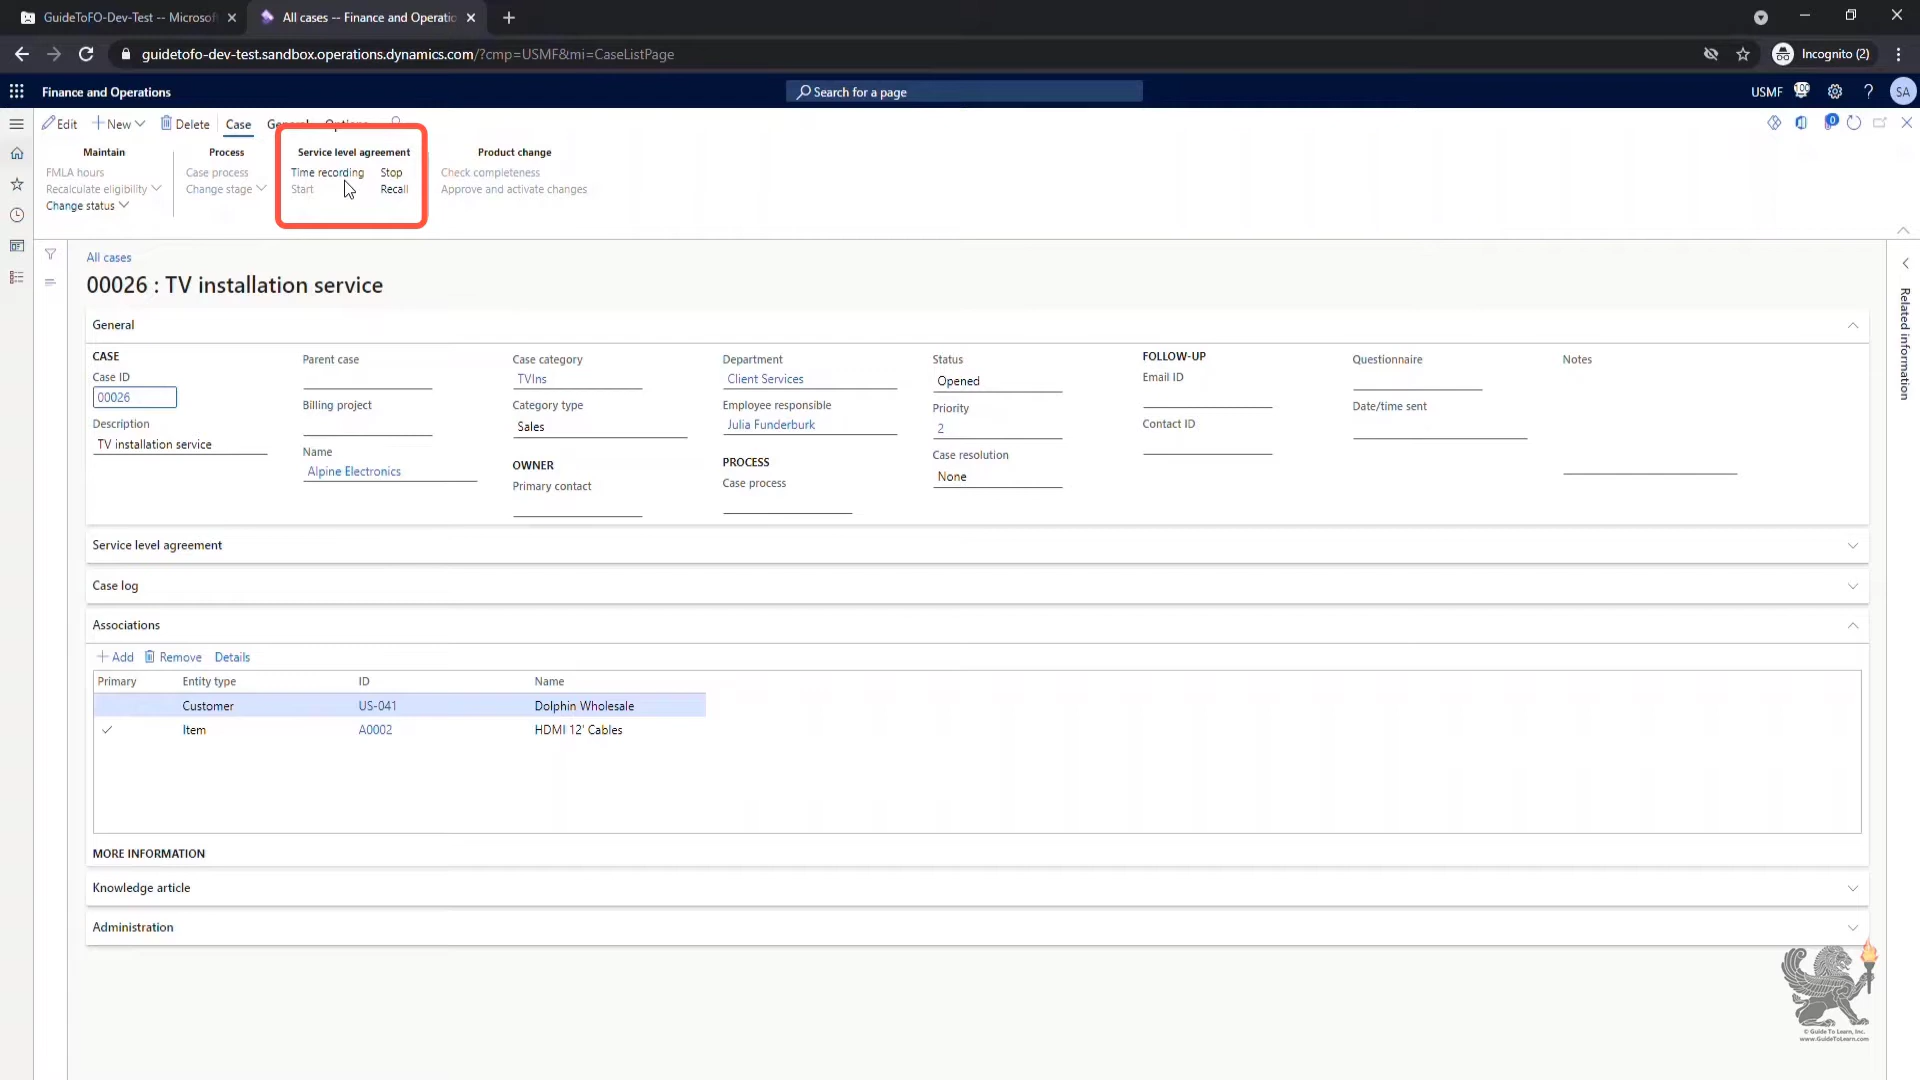 GuideToFO-Dev-Test -- Microsof
All cases -- Finance and Operatio
guidetofo-dev-test.sandbox.operations.dynamics.com/?cmp=USMF&mi=CaseListPage
Incognito (2)
Finance and Operations
Search for a page
USMF
100
?
SA
Edit
New
Delete
Case
General
Options
0
Maintain
FMLA hours
Recalculate eligibility
Change status
Process
Case process
Change stage
Service level agreement
Time recording
Stop
Start
Recall
Product change
Check completeness
Approve and activate changes
All cases
00026 : TV installation service
Related information
General
CASE
Case ID
00026
Description
TV installation service
Parent case
Billing project
Name
Alpine Electronics
Case category
TVIns
Category type
Sales
OWNER
Primary contact
Department
Client Services
Employee responsible
Julia Funderburk
PROCESS
Case process
Status
Opened
Priority
2
Case resolution
None
FOLLOW-UP
Email ID
Contact ID
Questionnaire
Date/time sent
Notes
Service level agreement
Case log
Associations
Add
Remove
Details
Primary Entity type ID Name
Customer US-041 Dolphin Wholesale
Item A0002 HDMI 12' Cables
MORE INFORMATION
Knowledge article
Administration
© Guide To Learn, Inc.
www.GuideToLearn.com